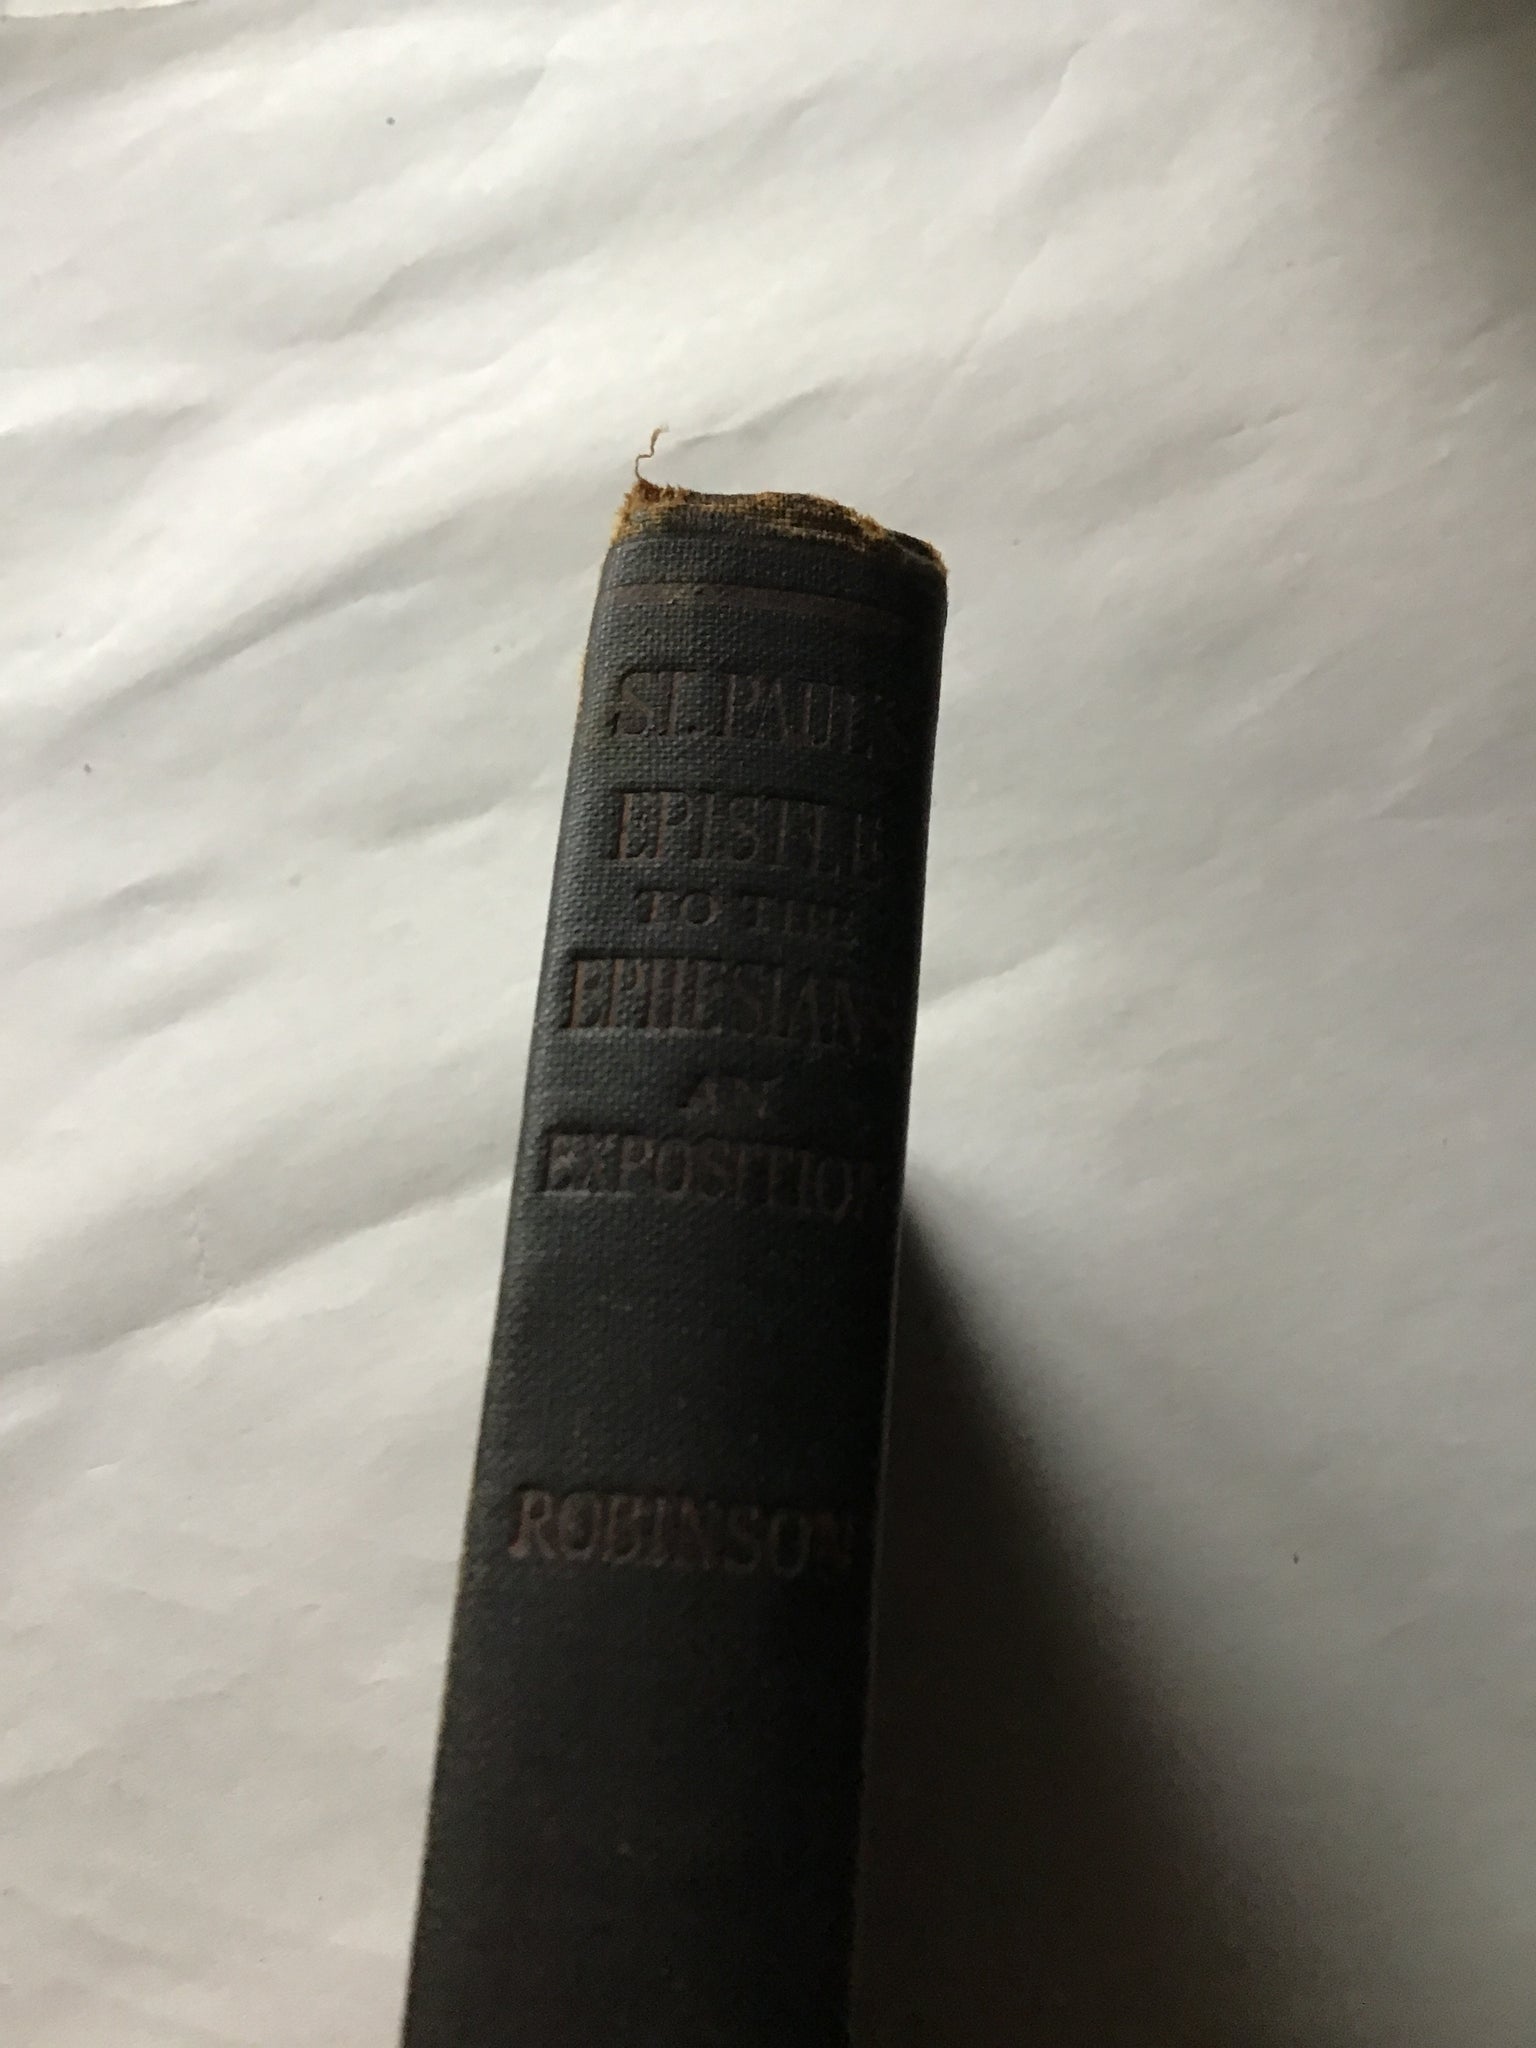 ST. PAUL'S
EPISTLE
TO THE
EPHESIANS
AN
EXPOSITION
ROBINSON